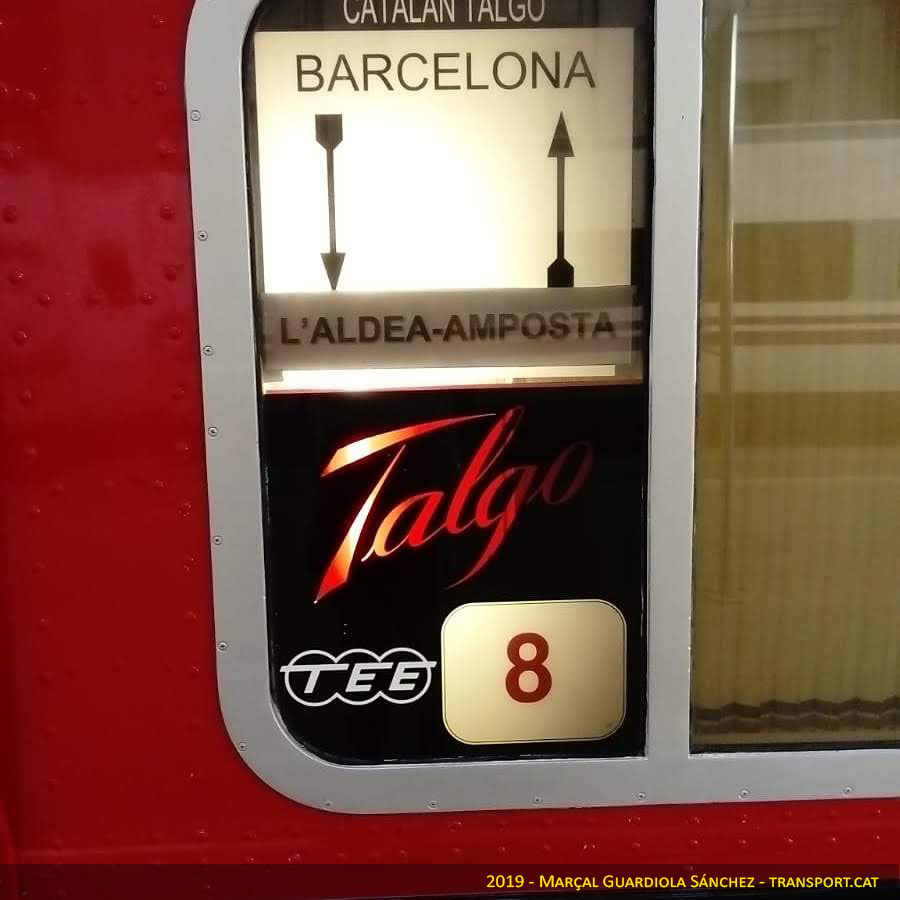 CATALAN TALGO
BARCELONA
L'ALDEA-AMPOSTA
Talgo
TEE
8
2019 - Marçal Guardiola Sánchez - transport.cat